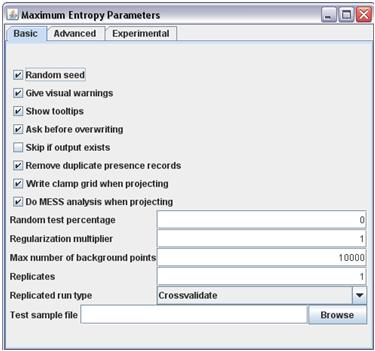 Maximum Entropy Parameters
Basic Advanced Experimental
Random seed
Give visual warnings
Show tooltips
Ask before overwriting
Skip if output exists
Remove duplicate presence records
Write clamp grid when projecting
Do MESS analysis when projecting
Random test percentage 0
Regularization multiplier 1
Max number of background points 10000
Replicates 1
Replicated run type Crossvalidate
Test sample file Browse